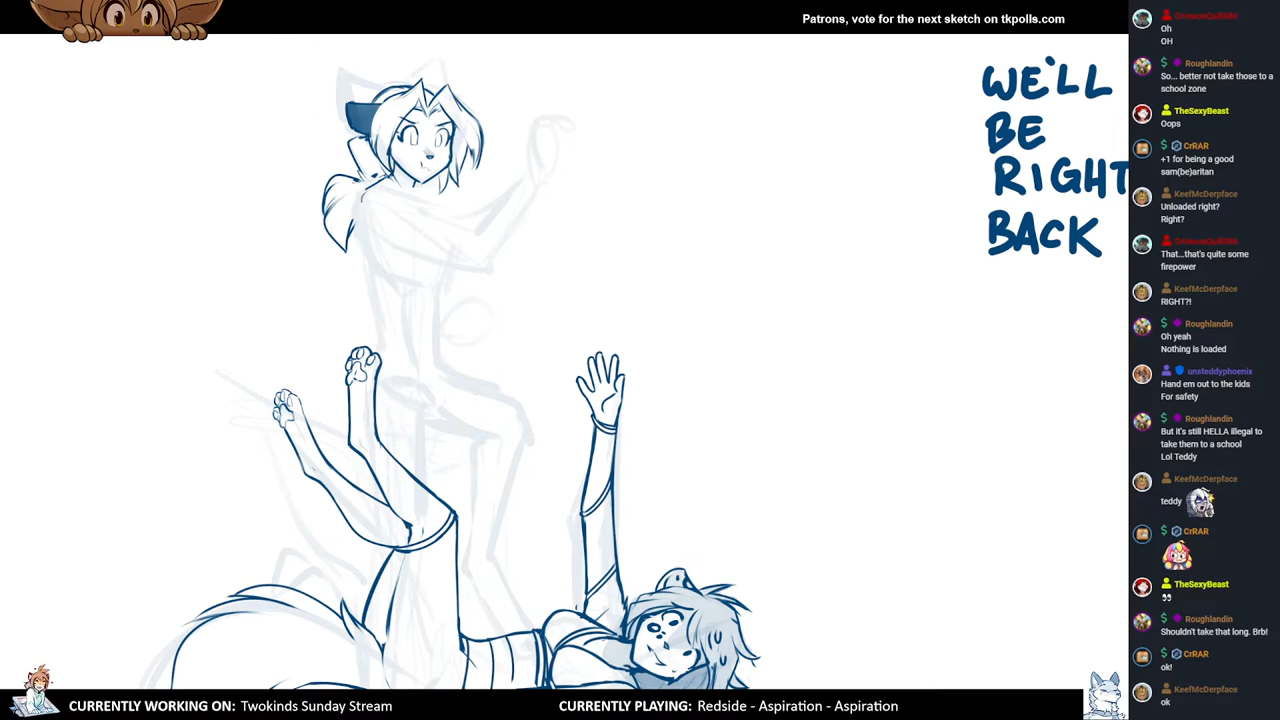 Patrons, vote for the next sketch on tkpolls.com
WE'LL
BE
RIGHT
BACK
Oh
OH
Roughlandin
So... better not take those to a
school zone
TheSexyBeast
Oops
CrRAR
+1 for being a good
sam(be)aritan
KeefMcDerpface
Unloaded right?
Right?
That...that's quite some
firepower
KeefMcDerpface
RIGHT?!
Roughlandin
Oh yeah
Nothing is loaded
unsteddyphoenix
Hand em out to the kids
For safety
Roughlandin
But it's still HELLA illegal to
take them to a school
Lol Teddy
KeefMcDerpface
teddy
CrRAR
TheSexyBeast
Roughlandin
Shouldn't take that long. Brb!
CrRAR
ok!
KeefMcDerpface
ok
CURRENTLY WORKING ON: Twokinds Sunday Stream
CURRENTLY PLAYING: Redside - Aspiration - Aspiration